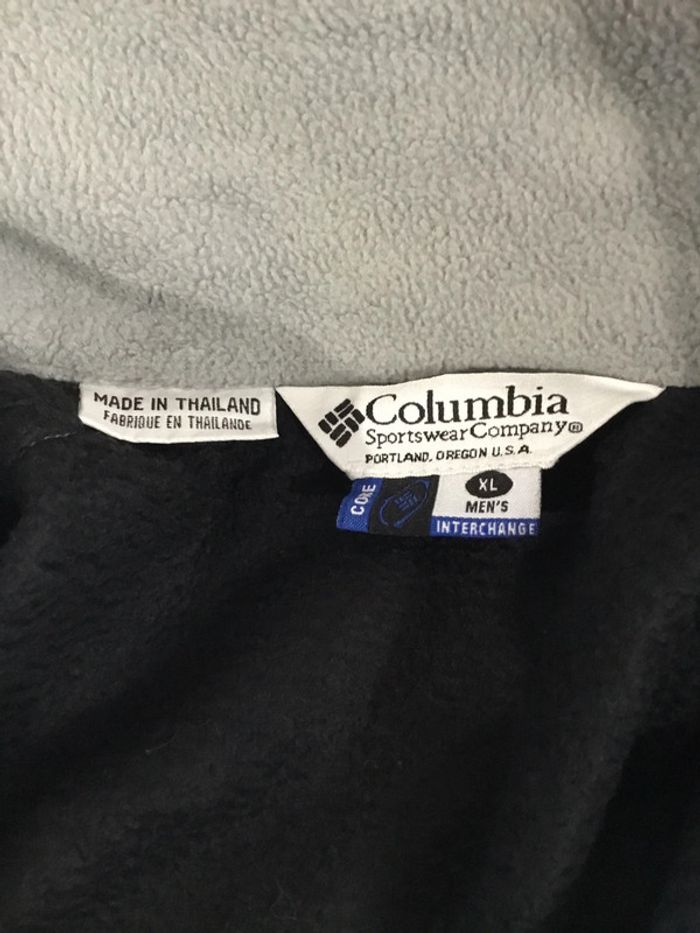 MADE IN THAILAND
FABRIQUE EN THAILANDE
Columbia
Sportswear Company®
PORTLAND, OREGON U.S.A.
CORE
XL
MEN'S
INTERCHANGE